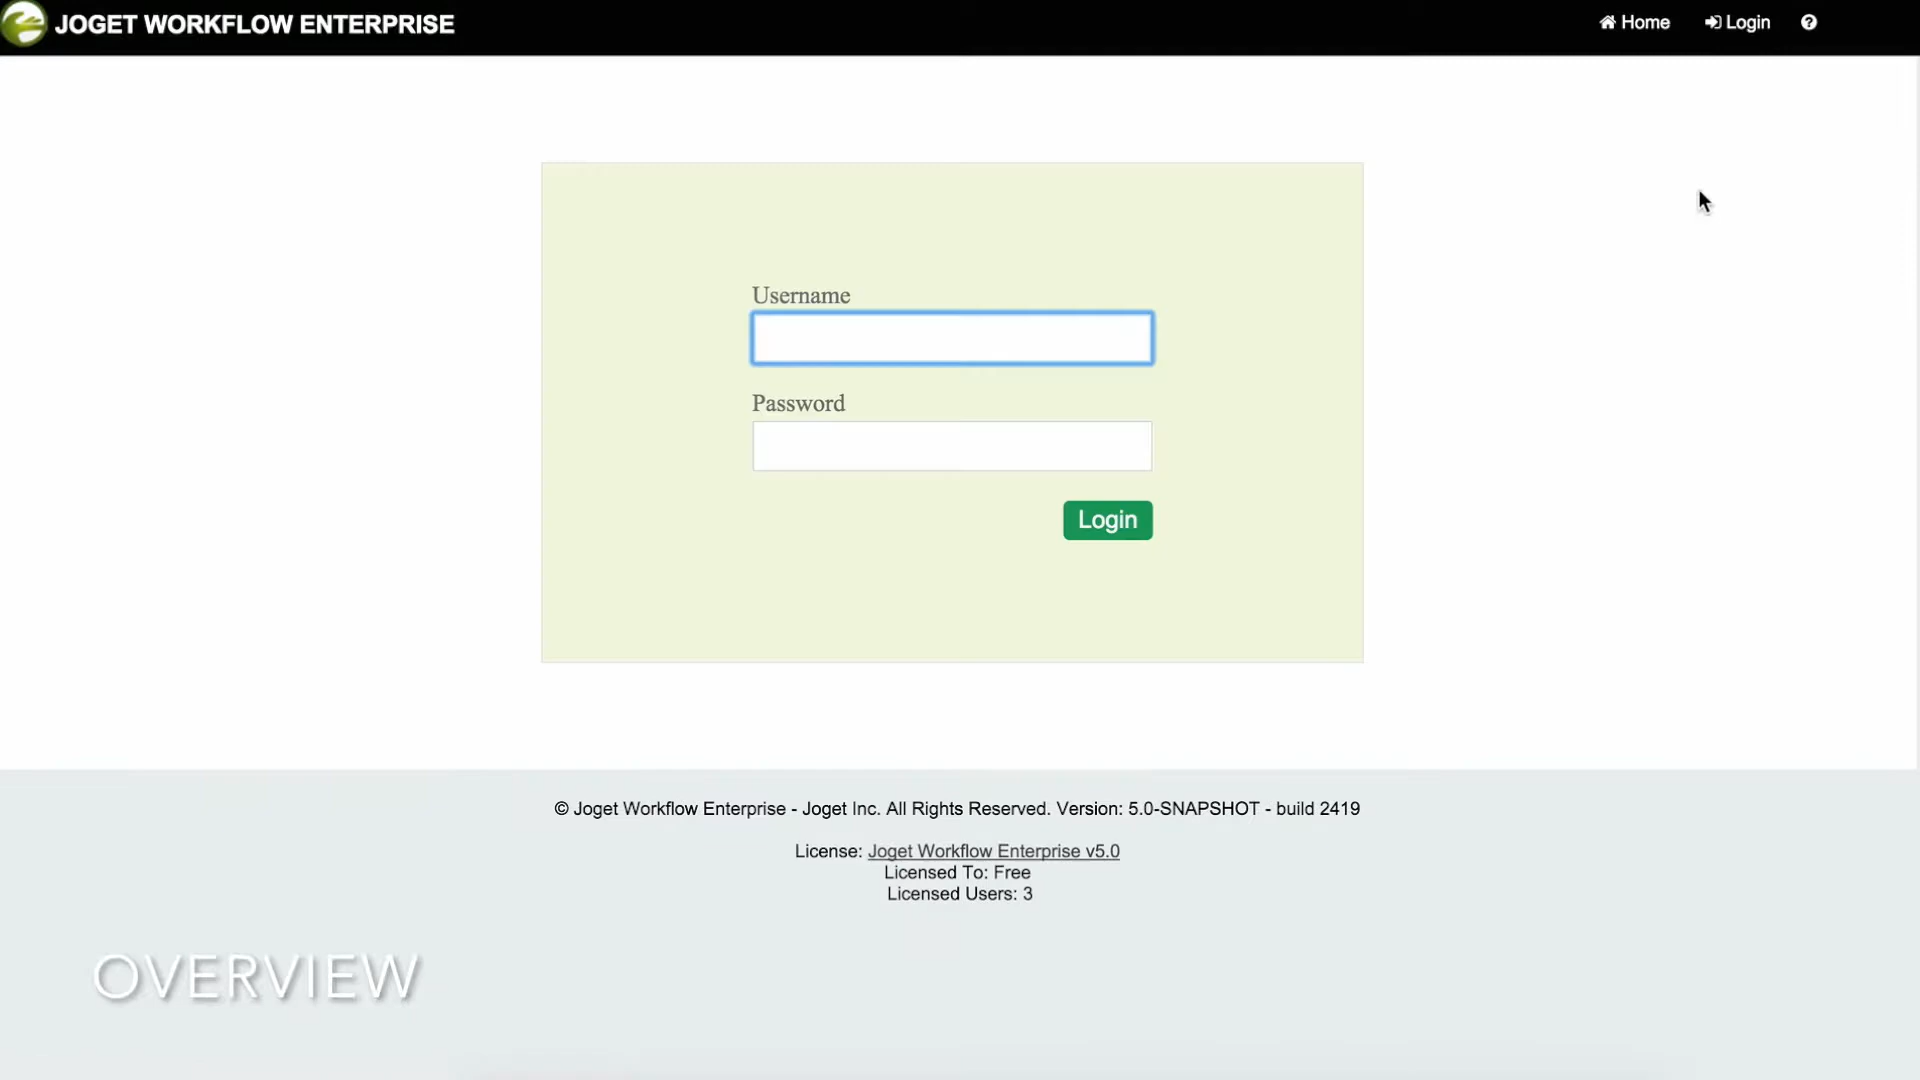 JOGET WORKFLOW ENTERPRISE
Home
Login
Username
Password
Login
© Joget Workflow Enterprise - Joget Inc. All Rights Reserved. Version: 5.0-SNAPSHOT - build 2419
License: Joget Workflow Enterprise v5.0
Licensed To: Free
Licensed Users: 3
OVERVIEW